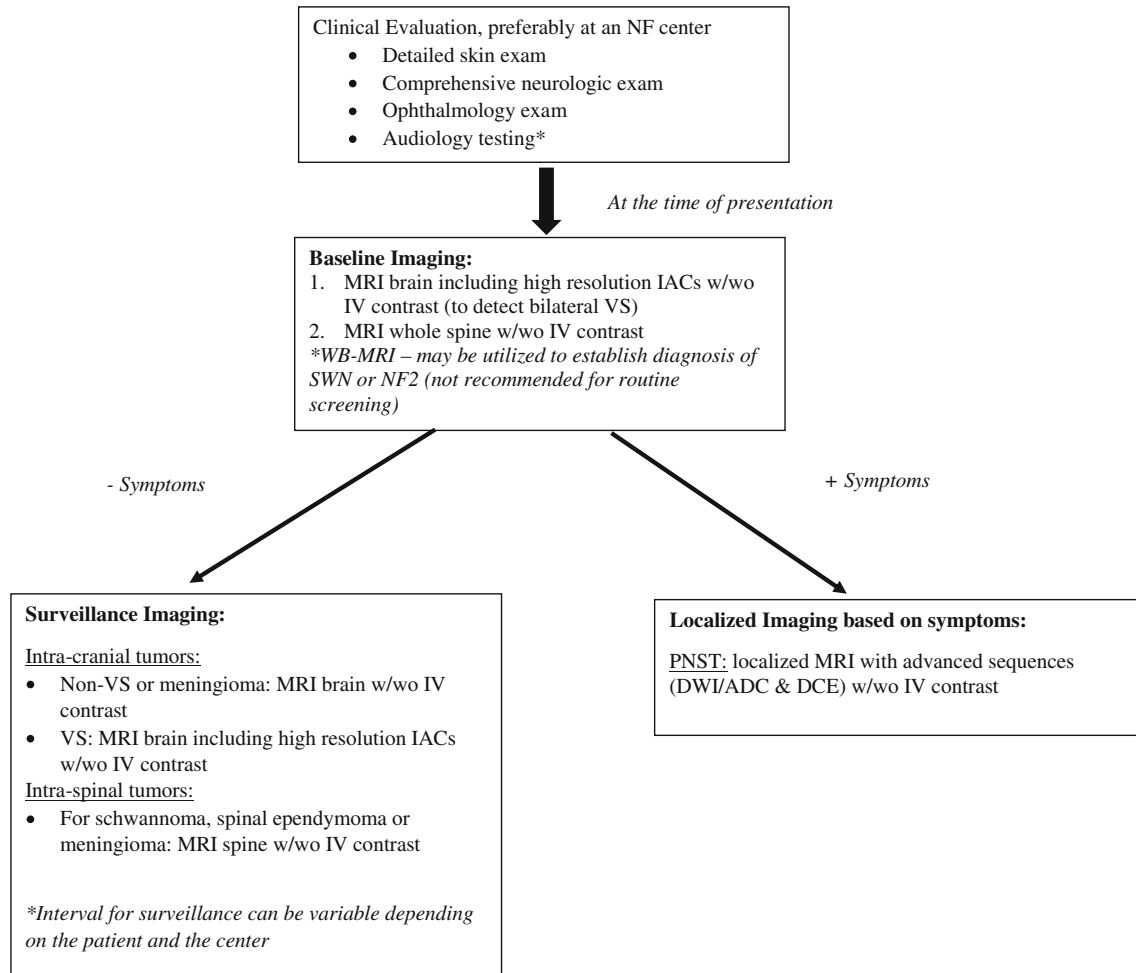 Clinical Evaluation, preferably at an NF center
• Detailed skin exam
• Comprehensive neurologic exam
• Ophthalmology exam
• Audiology testing*
At the time of presentation
Baseline Imaging:
1. MRI brain including high resolution IACs w/wo
IV contrast (to detect bilateral VS)
2. MRI whole spine w/wo IV contrast
*WB-MRI – may be utilized to establish diagnosis of
SWN or NF2 (not recommended for routine
screening)
- Symptoms
+ Symptoms
Surveillance Imaging:
Intra-cranial tumors:
• Non-VS or meningioma: MRI brain w/wo IV
contrast
• VS: MRI brain including high resolution IACs
w/wo IV contrast
Intra-spinal tumors:
• For schwannoma, spinal ependymoma or
meningioma: MRI spine w/wo IV contrast
*Interval for surveillance can be variable depending
on the patient and the center
Localized Imaging based on symptoms:
PNST: localized MRI with advanced sequences
(DWI/ADC & DCE) w/wo IV contrast